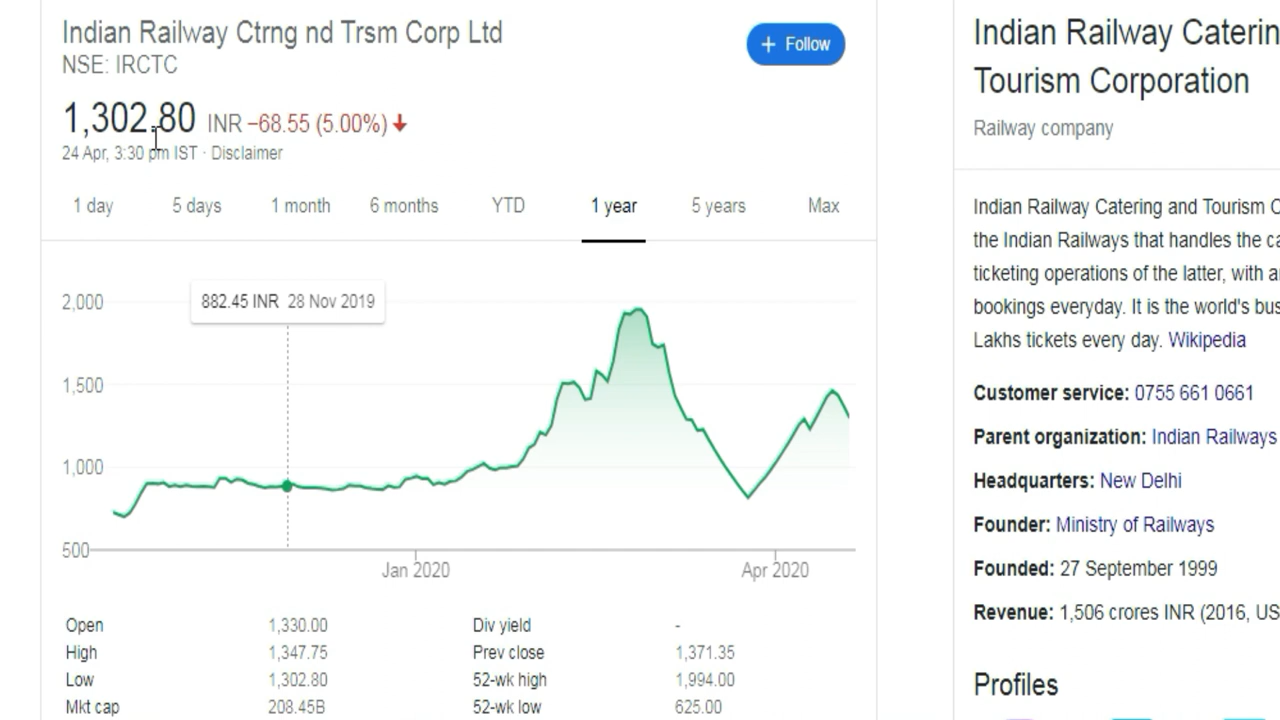 Indian Railway Ctrng nd Trsm Corp Ltd
NSE: IRCTC
+ Follow
1,302.80 INR −68.55 (5.00%)
24 Apr, 3:30 pm IST · Disclaimer
1 day 5 days 1 month 6 months YTD 1 year 5 years Max
882.45 INR 28 Nov 2019
2,000
1,500
1,000
500
Jan 2020 Apr 2020
Open 1,330.00 Div yield -
High 1,347.75 Prev close 1,371.35
Low 1,302.80 52-wk high 1,994.00
Mkt cap 208.45B 52-wk low 625.00
Indian Railway Caterin
Tourism Corporation
Railway company
Indian Railway Catering and Tourism C
the Indian Railways that handles the ca
ticketing operations of the latter, with a
bookings everyday. It is the world's bus
Lakhs tickets every day. Wikipedia
Customer service: 0755 661 0661
Parent organization: Indian Railways
Headquarters: New Delhi
Founder: Ministry of Railways
Founded: 27 September 1999
Revenue: 1,506 crores INR (2016, US
Profiles